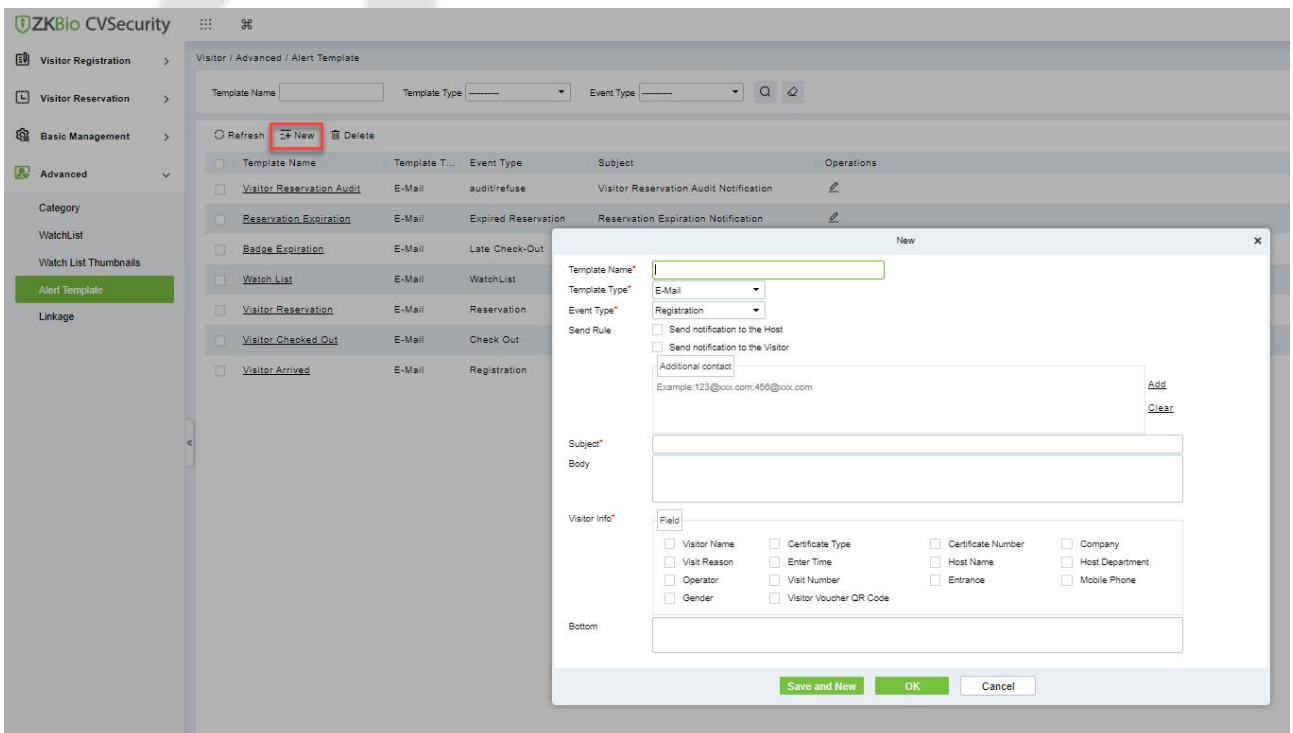 ZKBio CVSecurity
Visitor Registration
Visitor Reservation
Basic Management
Advanced
Category
WatchList
Watch List Thumbnails
Alert Template
Linkage
Visitor / Advanced / Alert Template
Template Name Template Type ---------- Event Type ----------
Refresh New Delete
Template Name Template T... Event Type Subject Operations
Visitor Reservation Audit E-Mail audit/refuse Visitor Reservation Audit Notification
Reservation Expiration E-Mail Expired Reservation Reservation Expiration Notification
Badge Expiration E-Mail Late Check-Out
Watch List E-Mail WatchList
Visitor Reservation E-Mail Reservation
Visitor Checked Out E-Mail Check Out
Visitor Arrived E-Mail Registration
New
Template Name*
Template Type* E-Mail
Event Type* Registration
Send Rule Send notification to the Host
Send notification to the Visitor
Additional contact
Example:123@xxx.com;456@xxx.com
Add
Clear
Subject*
Body
Visitor Info* Field
Visitor Name Certificate Type Certificate Number Company
Visit Reason Enter Time Host Name Host Department
Operator Visit Number Entrance Mobile Phone
Gender Visitor Voucher QR Code
Bottom
Save and New OK Cancel